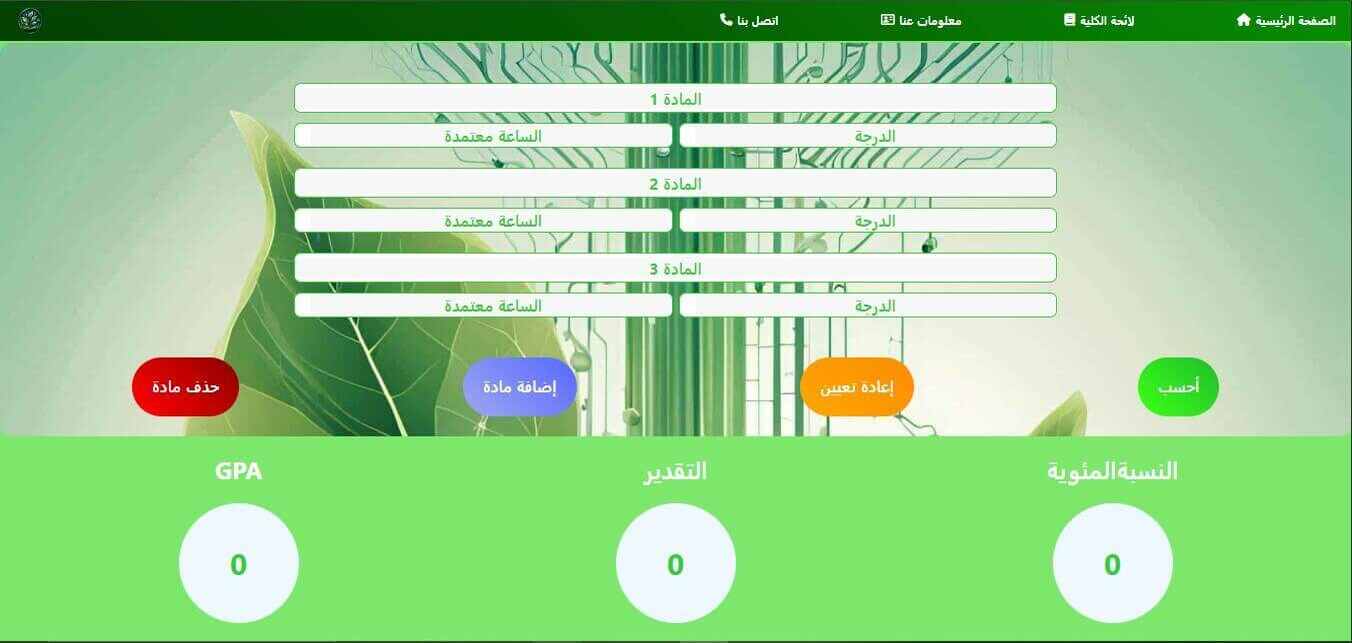 الصفحة الرئيسية
لائحة الكلية
معلومات عنا
اتصل بنا
المادة 1
الدرجة
الساعة معتمدة
المادة 2
الدرجة
الساعة معتمدة
المادة 3
الدرجة
الساعة معتمدة
أحسب
إعادة تعيين
إضافة مادة
حذف مادة
النسبةالمئوية
التقدير
GPA
0
0
0